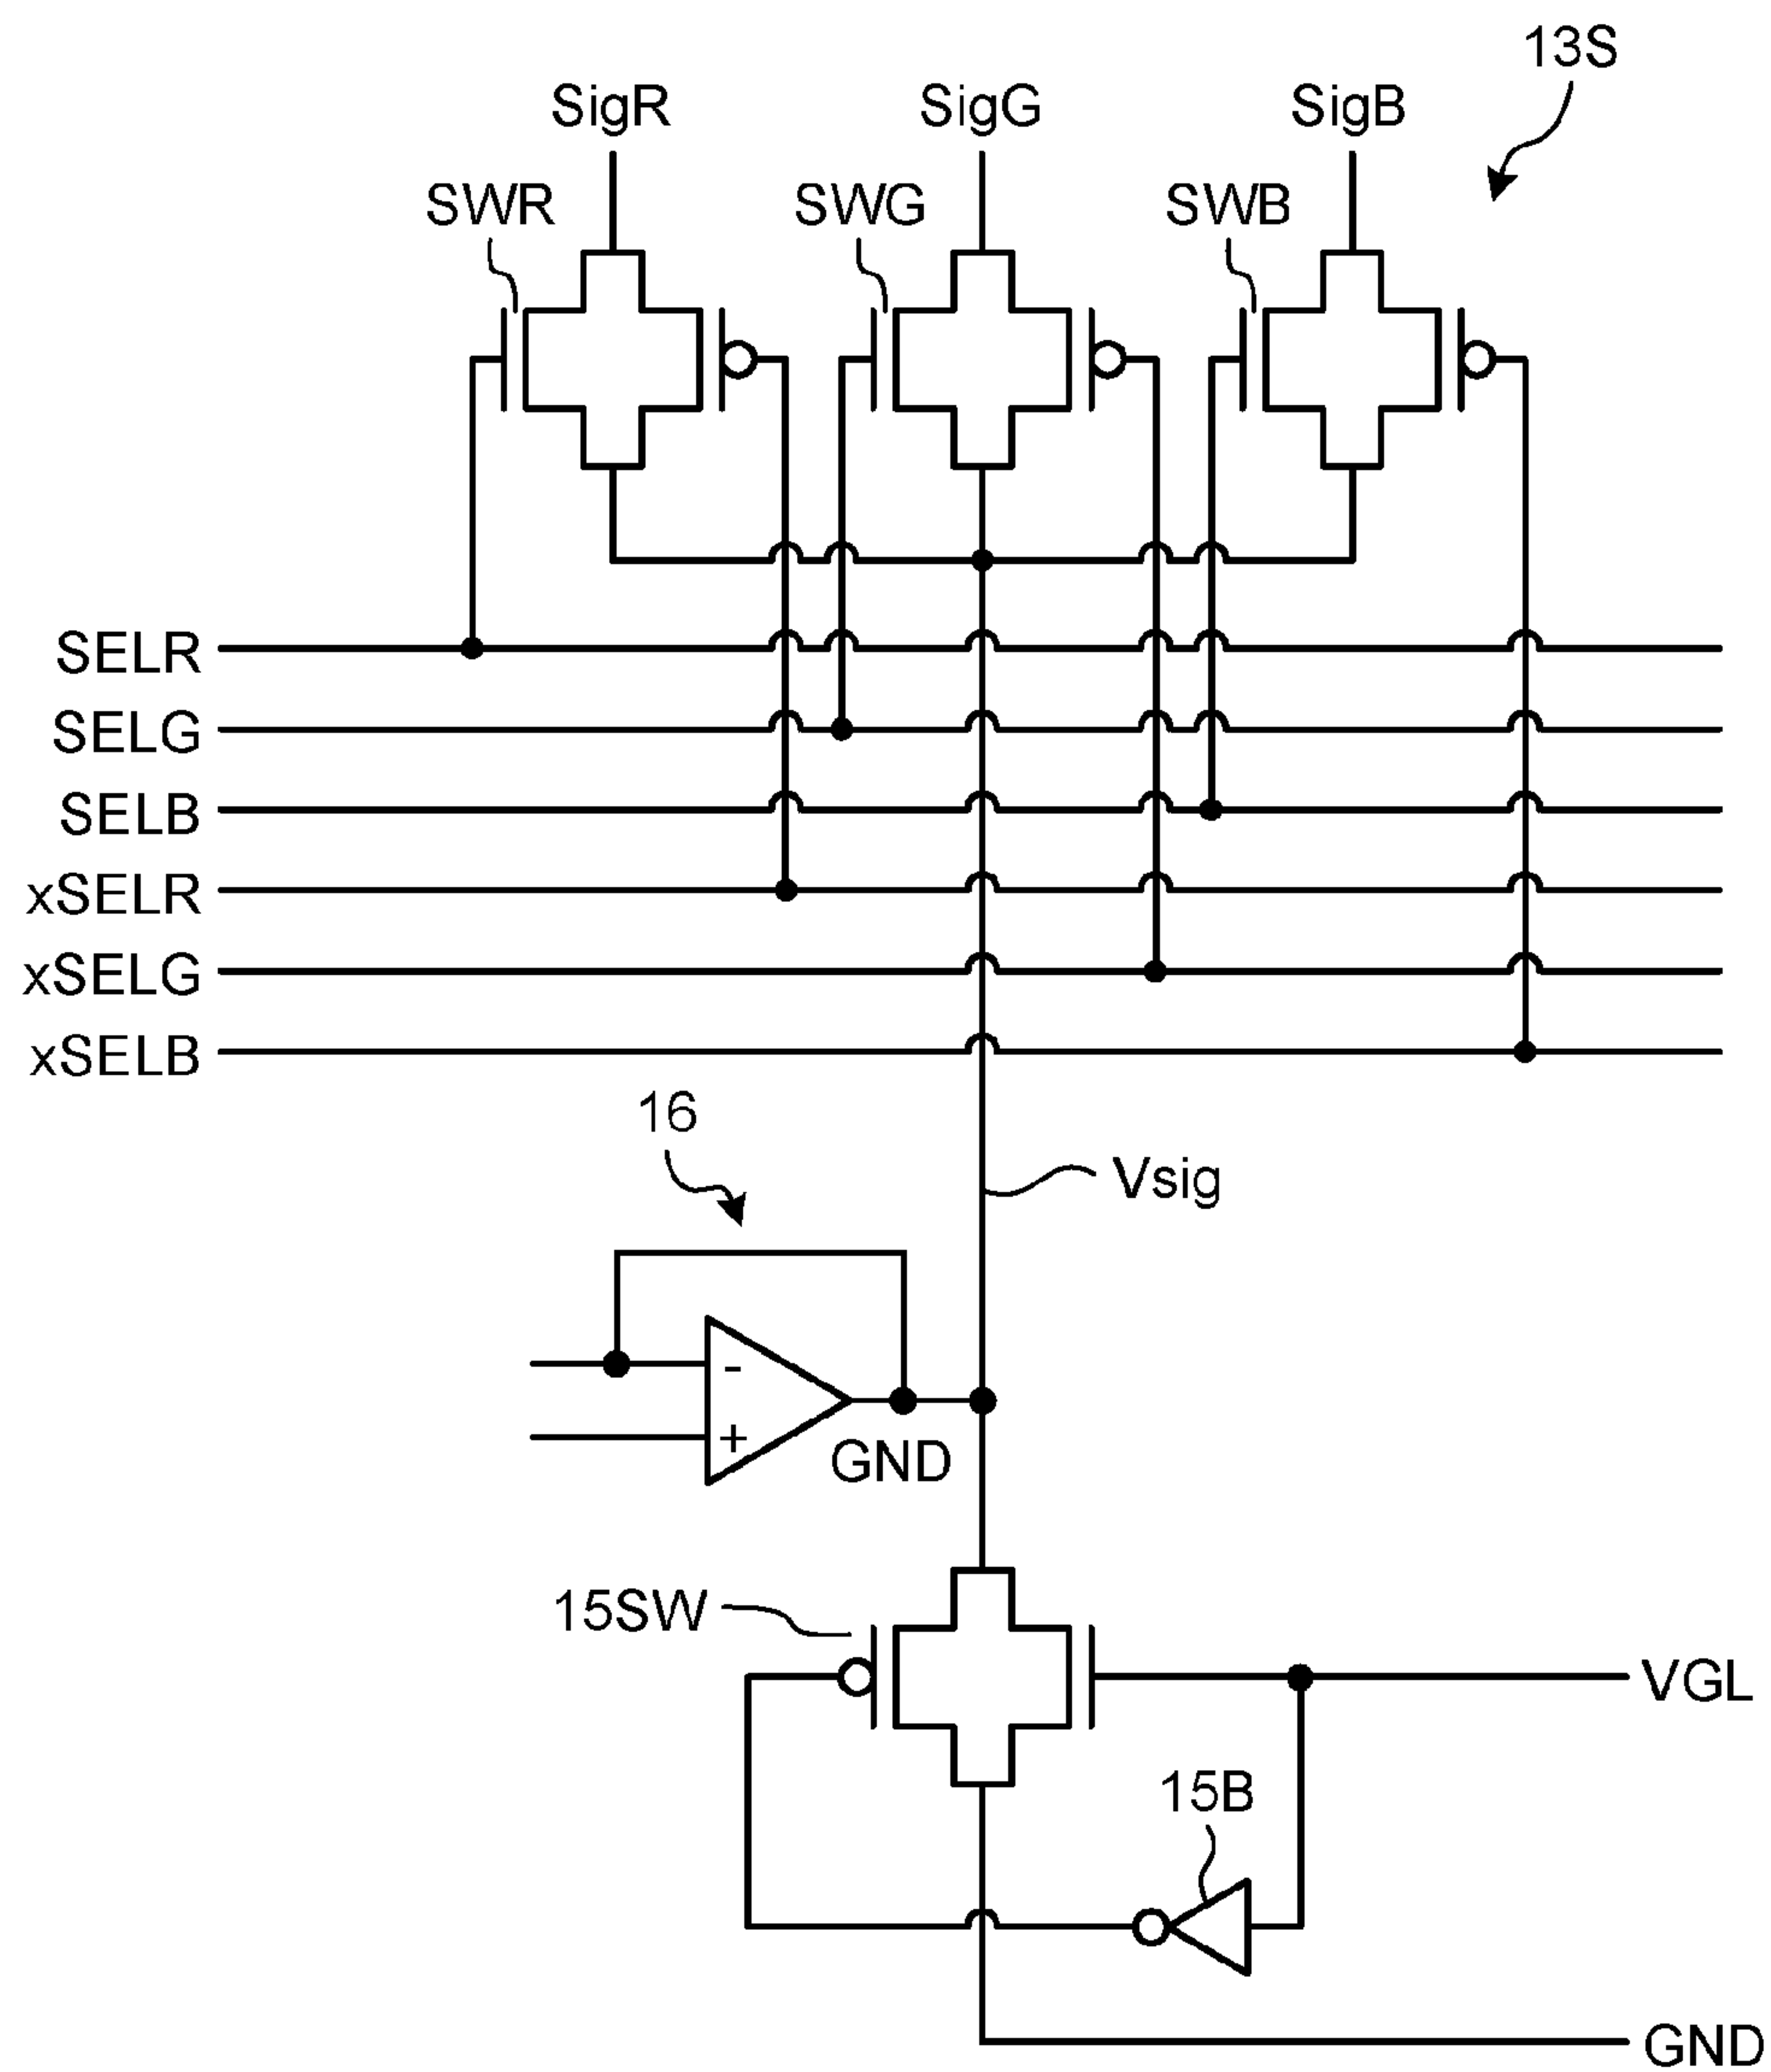 13S
SigR SigG SigB
SWR SWG SWB
SELR
SELG
SELB
xSELR
xSELG
xSELB
16
Vsig
-
+
GND
15SW
VGL
15B
GND